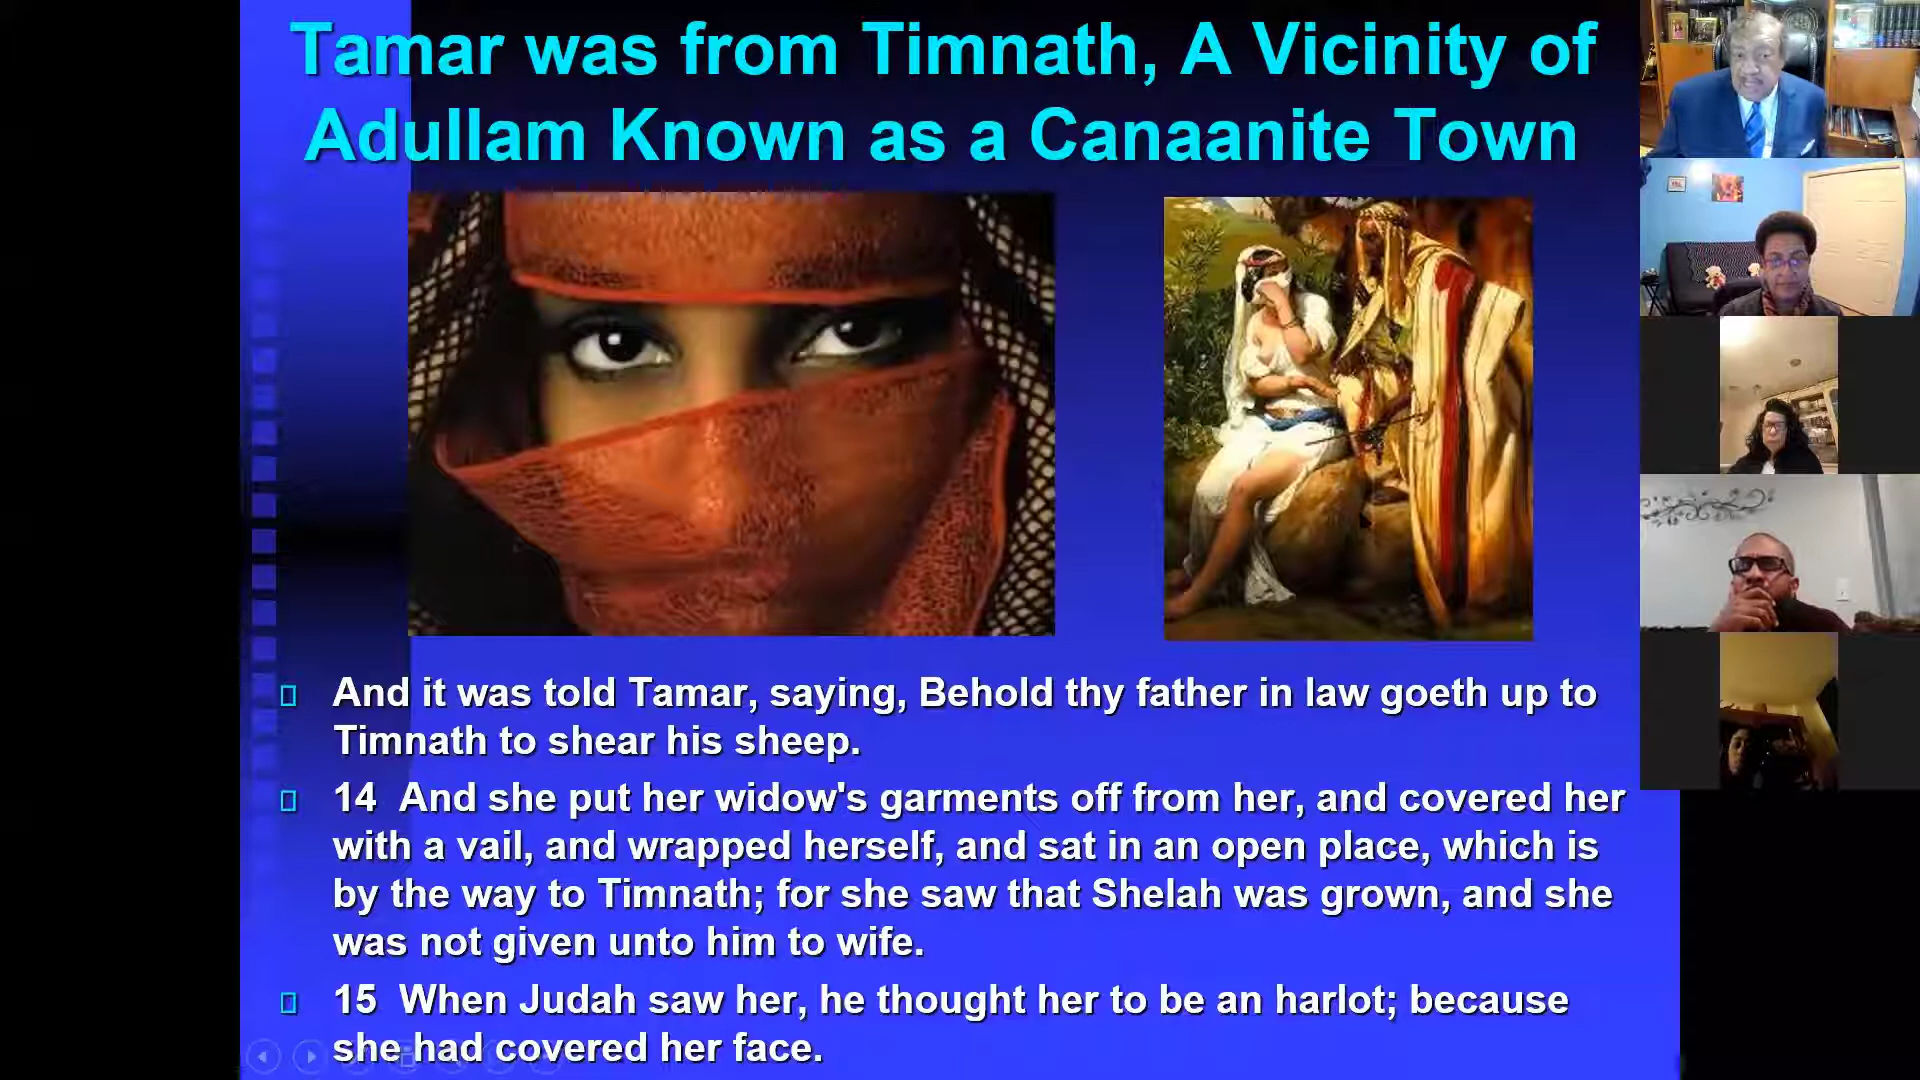 Tamar was from Timnath, A Vicinity of
Adullam Known as a Canaanite Town
And it was told Tamar, saying, Behold thy father in law goeth up to
Timnath to shear his sheep.
14 And she put her widow's garments off from her, and covered her
with a vail, and wrapped herself, and sat in an open place, which is
by the way to Timnath; for she saw that Shelah was grown, and she
was not given unto him to wife.
15 When Judah saw her, he thought her to be an harlot; because
she had covered her face.